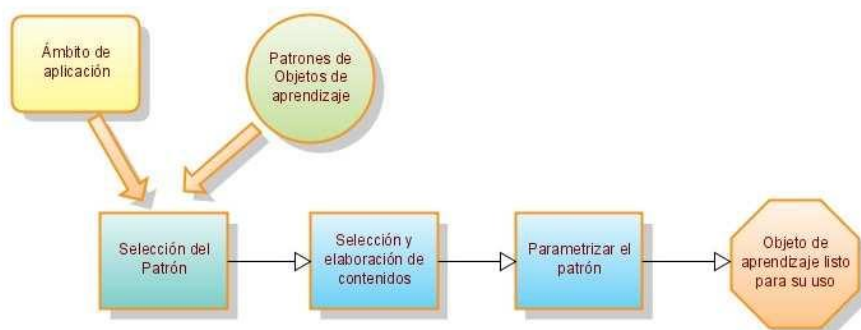 Ámbito de
aplicación
Patrones de
Objetos de
aprendizaje
Selección del
Patrón
Selección y
elaboración de
contenidos
Parametrizar el
patrón
Objeto de
aprendizaje listo
para su uso